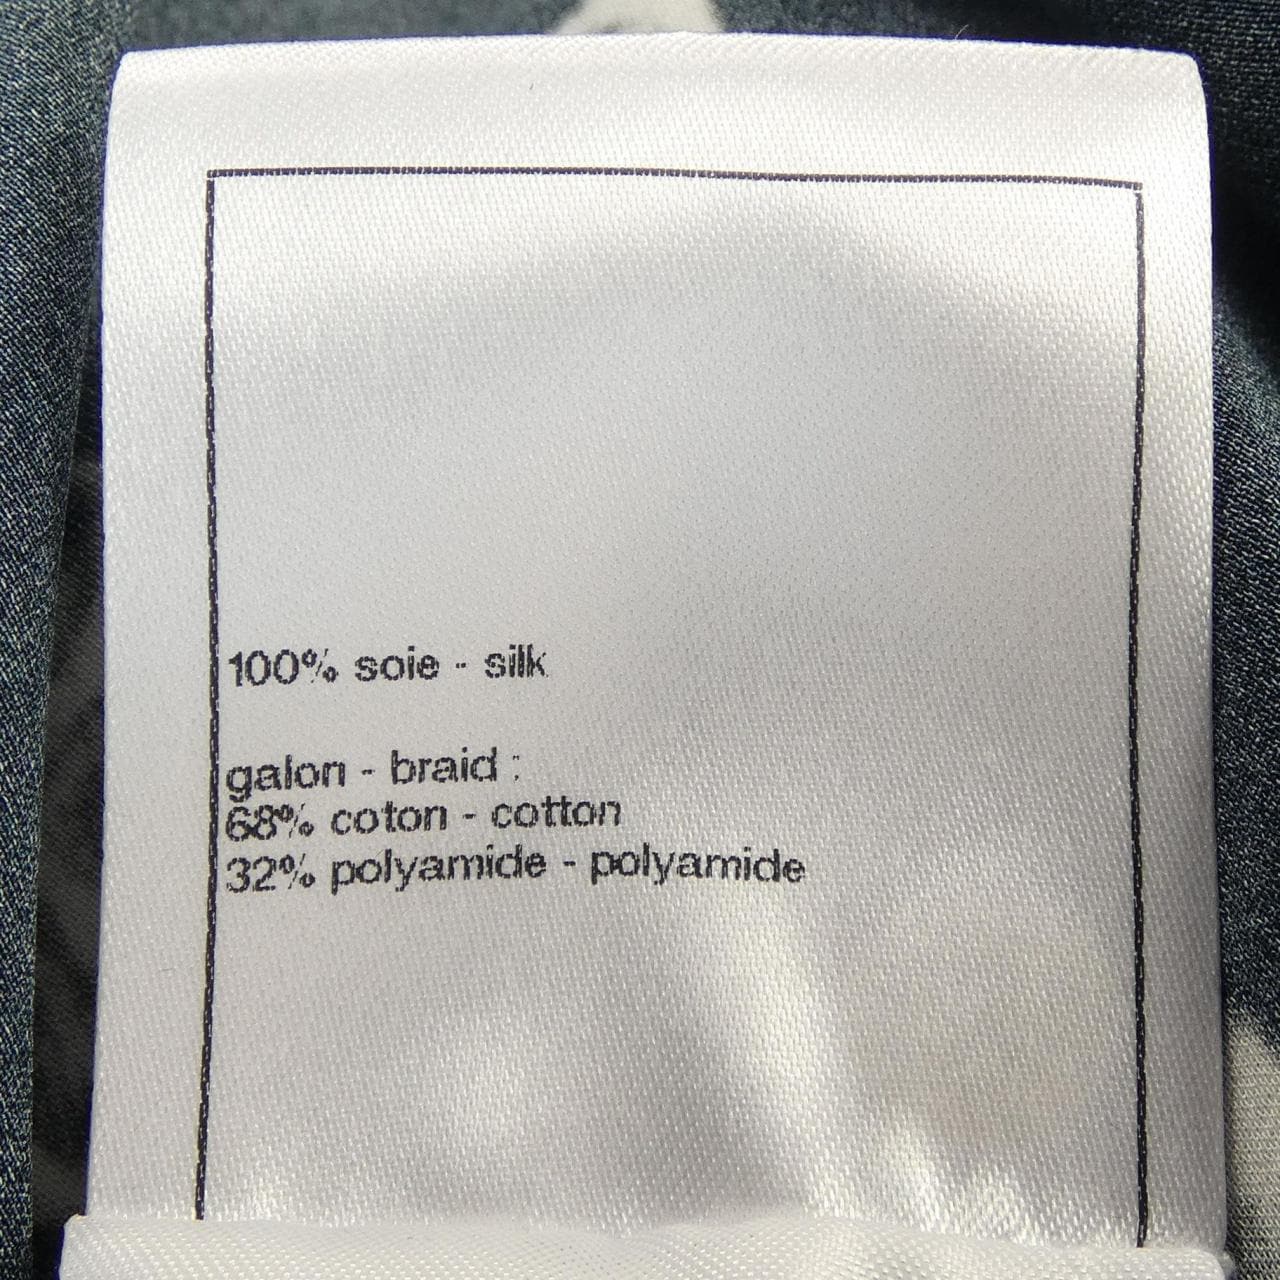 100% soie - silk
galon - braid :
68% coton - cotton
32% polyamide - polyamide